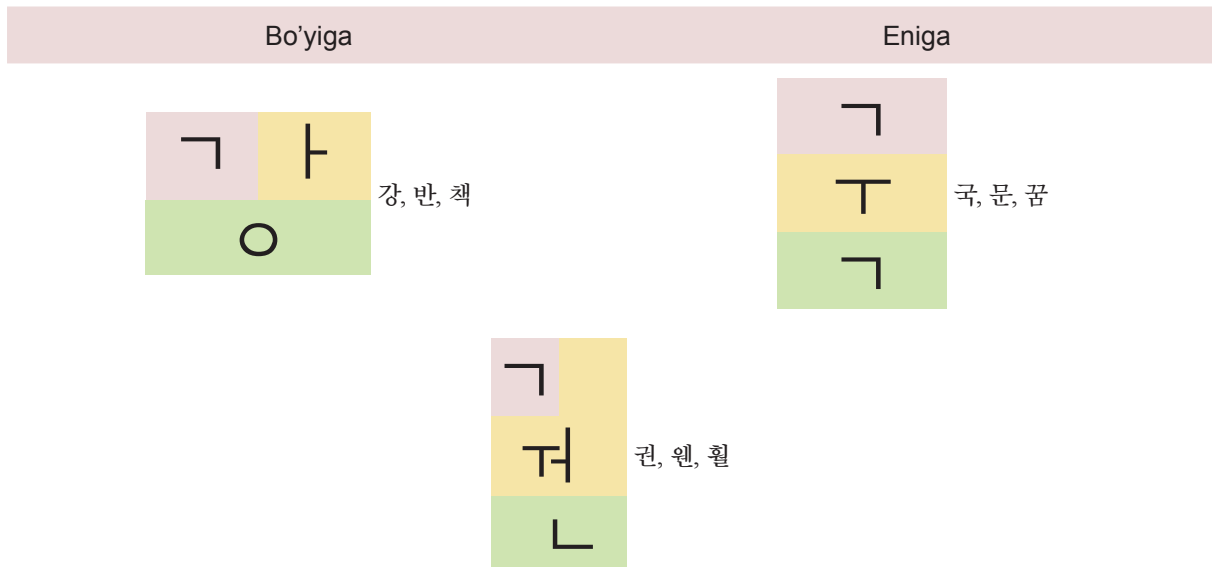 Bo'yiga
Eniga
ㄱ ㅏ
ㅇ
강, 반, 책
ㄱ
ㅜ
ㄱ
국, 문, 꿈
ㄱ
ㅝ
ㄴ
권, 웬, 훨